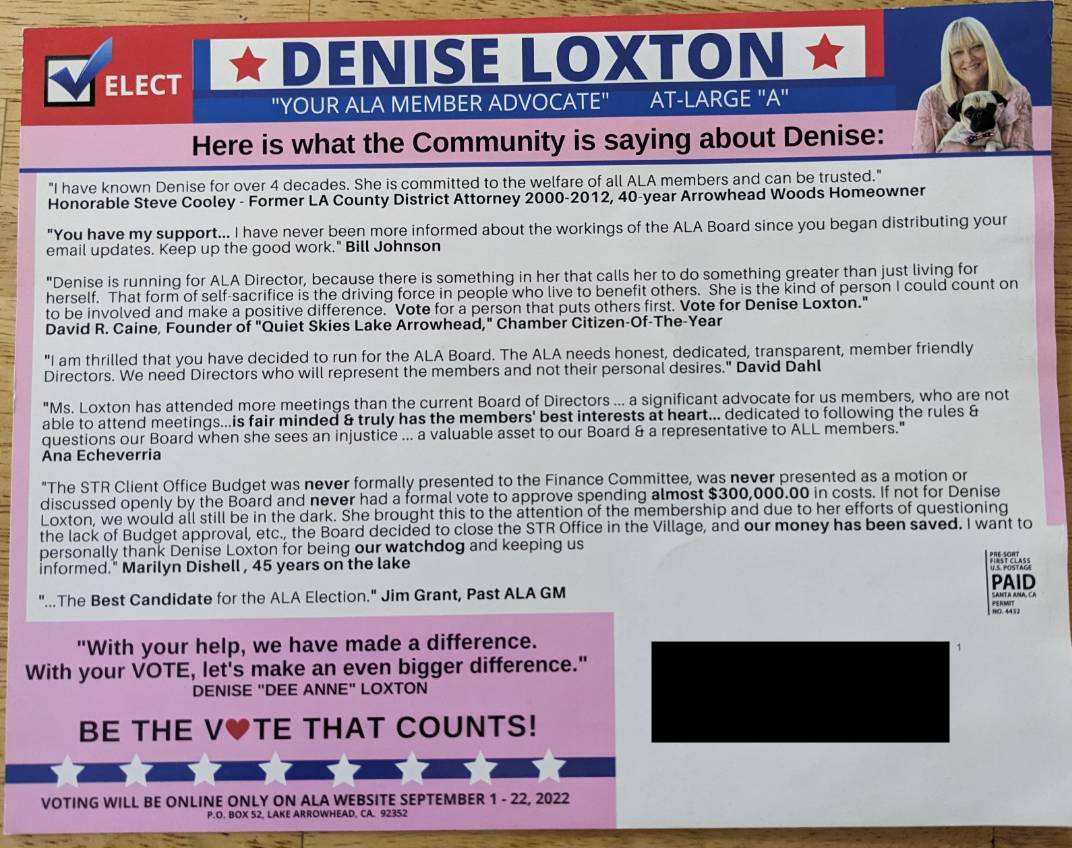 ELECT
DENISE LOXTON
"YOUR ALA MEMBER ADVOCATE" AT-LARGE "A"
Here is what the Community is saying about Denise:
"I have known Denise for over 4 decades. She is committed to the welfare of all ALA members and can be trusted."
Honorable Steve Cooley - Former LA County District Attorney 2000-2012, 40-year Arrowhead Woods Homeowner
"You have my support... I have never been more informed about the workings of the ALA Board since you began distributing your
email updates. Keep up the good work." Bill Johnson
"Denise is running for ALA Director, because there is something in her that calls her to do something greater than just living for
herself. That form of self-sacrifice is the driving force in people who live to benefit others. She is the kind of person I could count on
to be involved and make a positive difference. Vote for a person that puts others first. Vote for Denise Loxton."
David R. Caine, Founder of "Quiet Skies Lake Arrowhead," Chamber Citizen-Of-The-Year
"I am thrilled that you have decided to run for the ALA Board. The ALA needs honest, dedicated, transparent, member friendly
Directors. We need Directors who will represent the members and not their personal desires." David Dahl
"Ms. Loxton has attended more meetings than the current Board of Directors ... a significant advocate for us members, who are not
able to attend meetings...is fair minded & truly has the members' best interests at heart... dedicated to following the rules &
questions our Board when she sees an injustice ... a valuable asset to our Board & a representative to ALL members."
Ana Echeverria
"The STR Client Office Budget was never formally presented to the Finance Committee, was never presented as a motion or
discussed openly by the Board and never had a formal vote to approve spending almost $300,000.00 in costs. If not for Denise
Loxton, we would all still be in the dark. She brought this to the attention of the membership and due to her efforts of questioning
the lack of Budget approval, etc., the Board decided to close the STR Office in the Village, and our money has been saved. I want to
personally thank Denise Loxton for being our watchdog and keeping us
informed." Marilyn Dishell , 45 years on the lake
"...The Best Candidate for the ALA Election." Jim Grant, Past ALA GM
PRE-SORT
FIRST CLASS
U.S. POSTAGE
PAID
SANTA ANA, CA
PERMIT
NO. 4452
1
"With your help, we have made a difference.
With your VOTE, let's make an even bigger difference."
DENISE "DEE ANNE" LOXTON
BE THE V♥TE THAT COUNTS!
VOTING WILL BE ONLINE ONLY ON ALA WEBSITE SEPTEMBER 1 - 22, 2022
P.O. BOX 52, LAKE ARROWHEAD, CA. 92352